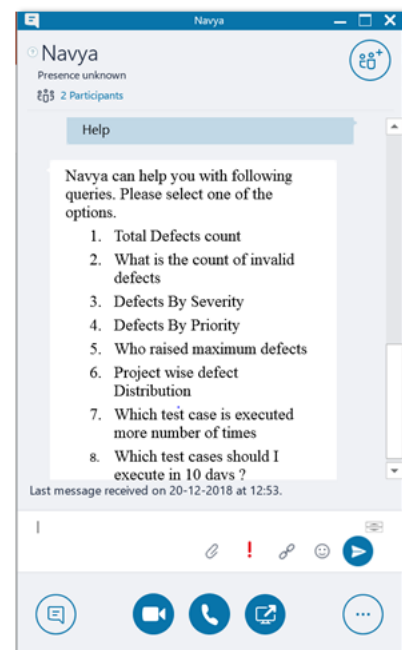 Navya
Navya
Presence unknown
2 Participants
Help
Navya can help you with following
queries. Please select one of the
options.
1. Total Defects count
2. What is the count of invalid
defects
3. Defects By Severity
4. Defects By Priority
5. Who raised maximum defects
6. Project wise defect
Distribution
7. Which test case is executed
more number of times
8. Which test cases should I
execute in 10 days ?
Last message received on 20-12-2018 at 12:53.